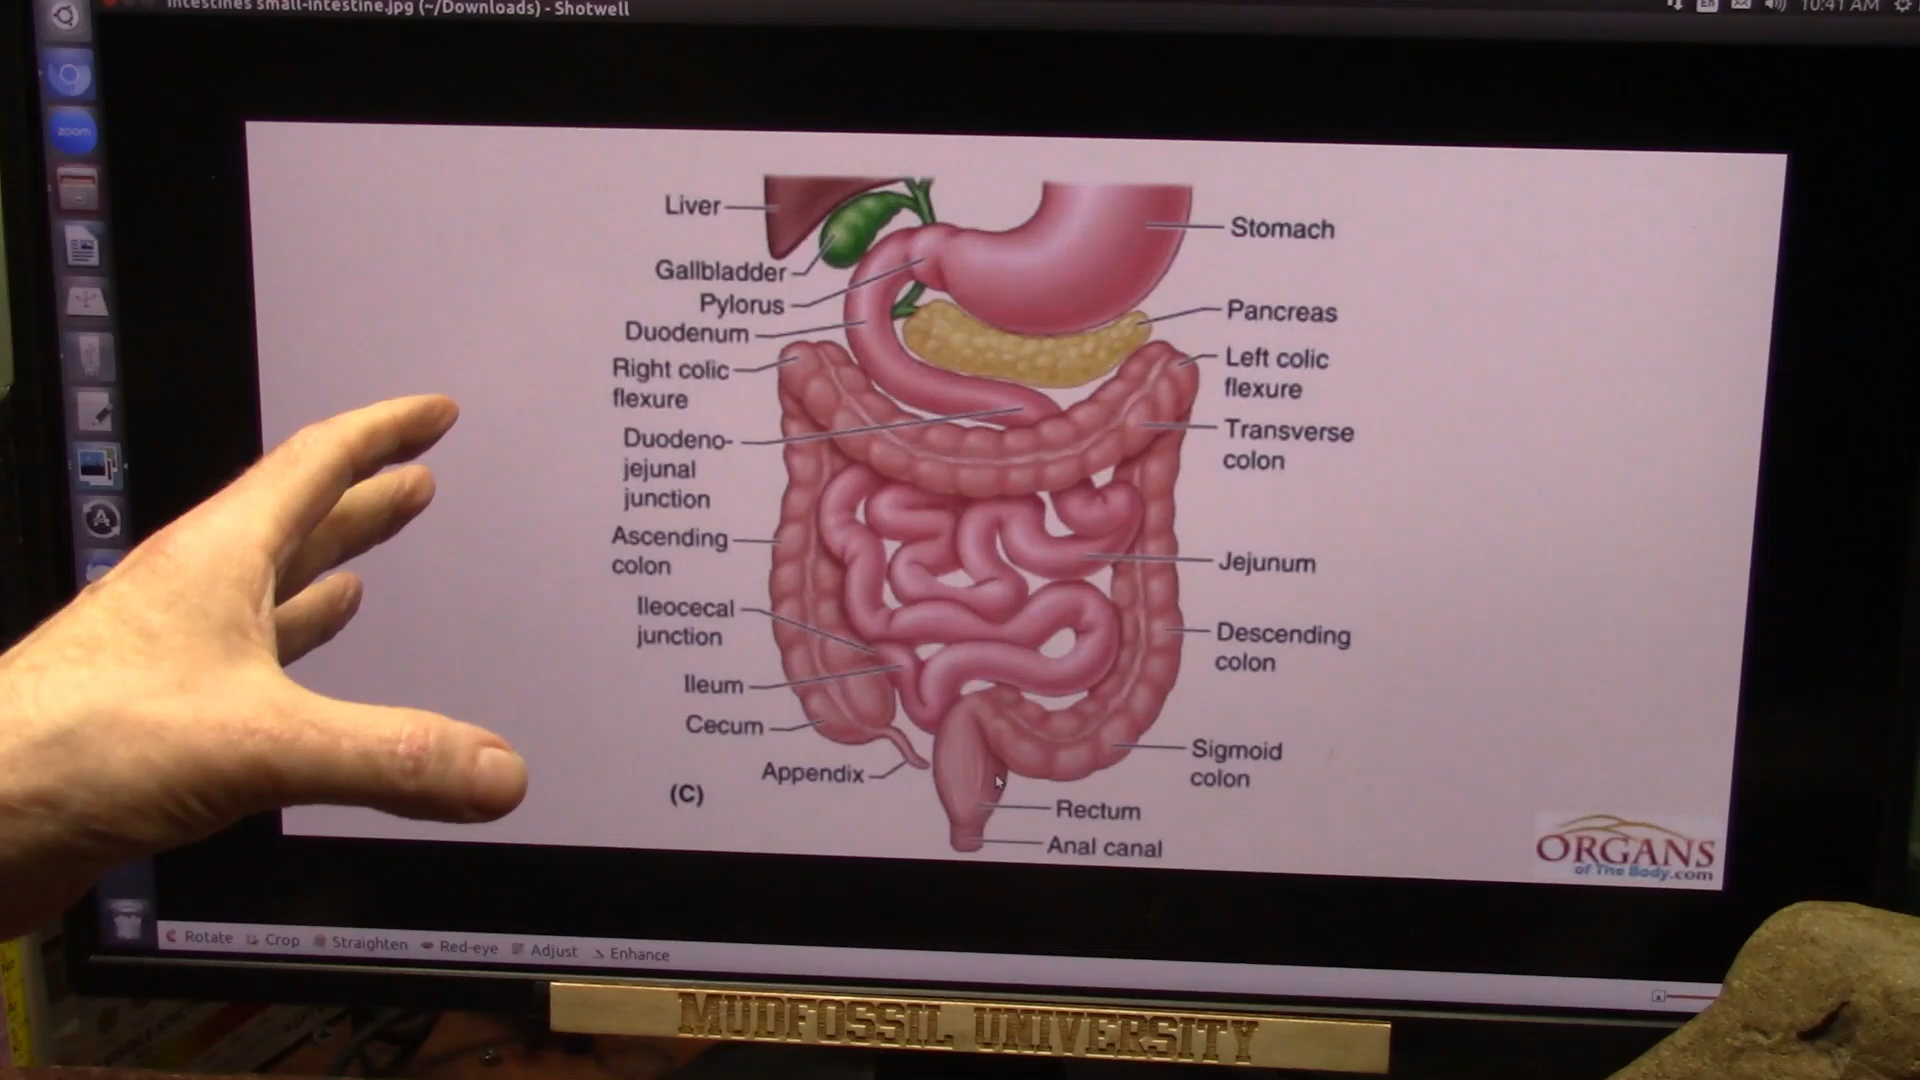 intestines small-intestine.jpg (~/Downloads) - Shotwell
En
10:41 AM
zoom
Liver
Gallbladder
Pylorus
Duodenum
Right colic
flexure
Duodeno-
jejunal
junction
Ascending
colon
Ileocecal
junction
Ileum
Cecum
Appendix
(C)
Stomach
Pancreas
Left colic
flexure
Transverse
colon
Jejunum
Descending
colon
Sigmoid
colon
Rectum
Anal canal
ORGANS
of The Body.com
Rotate Crop Straighten Red-eye Adjust Enhance
MUDFOSSIL UNIVERSITY